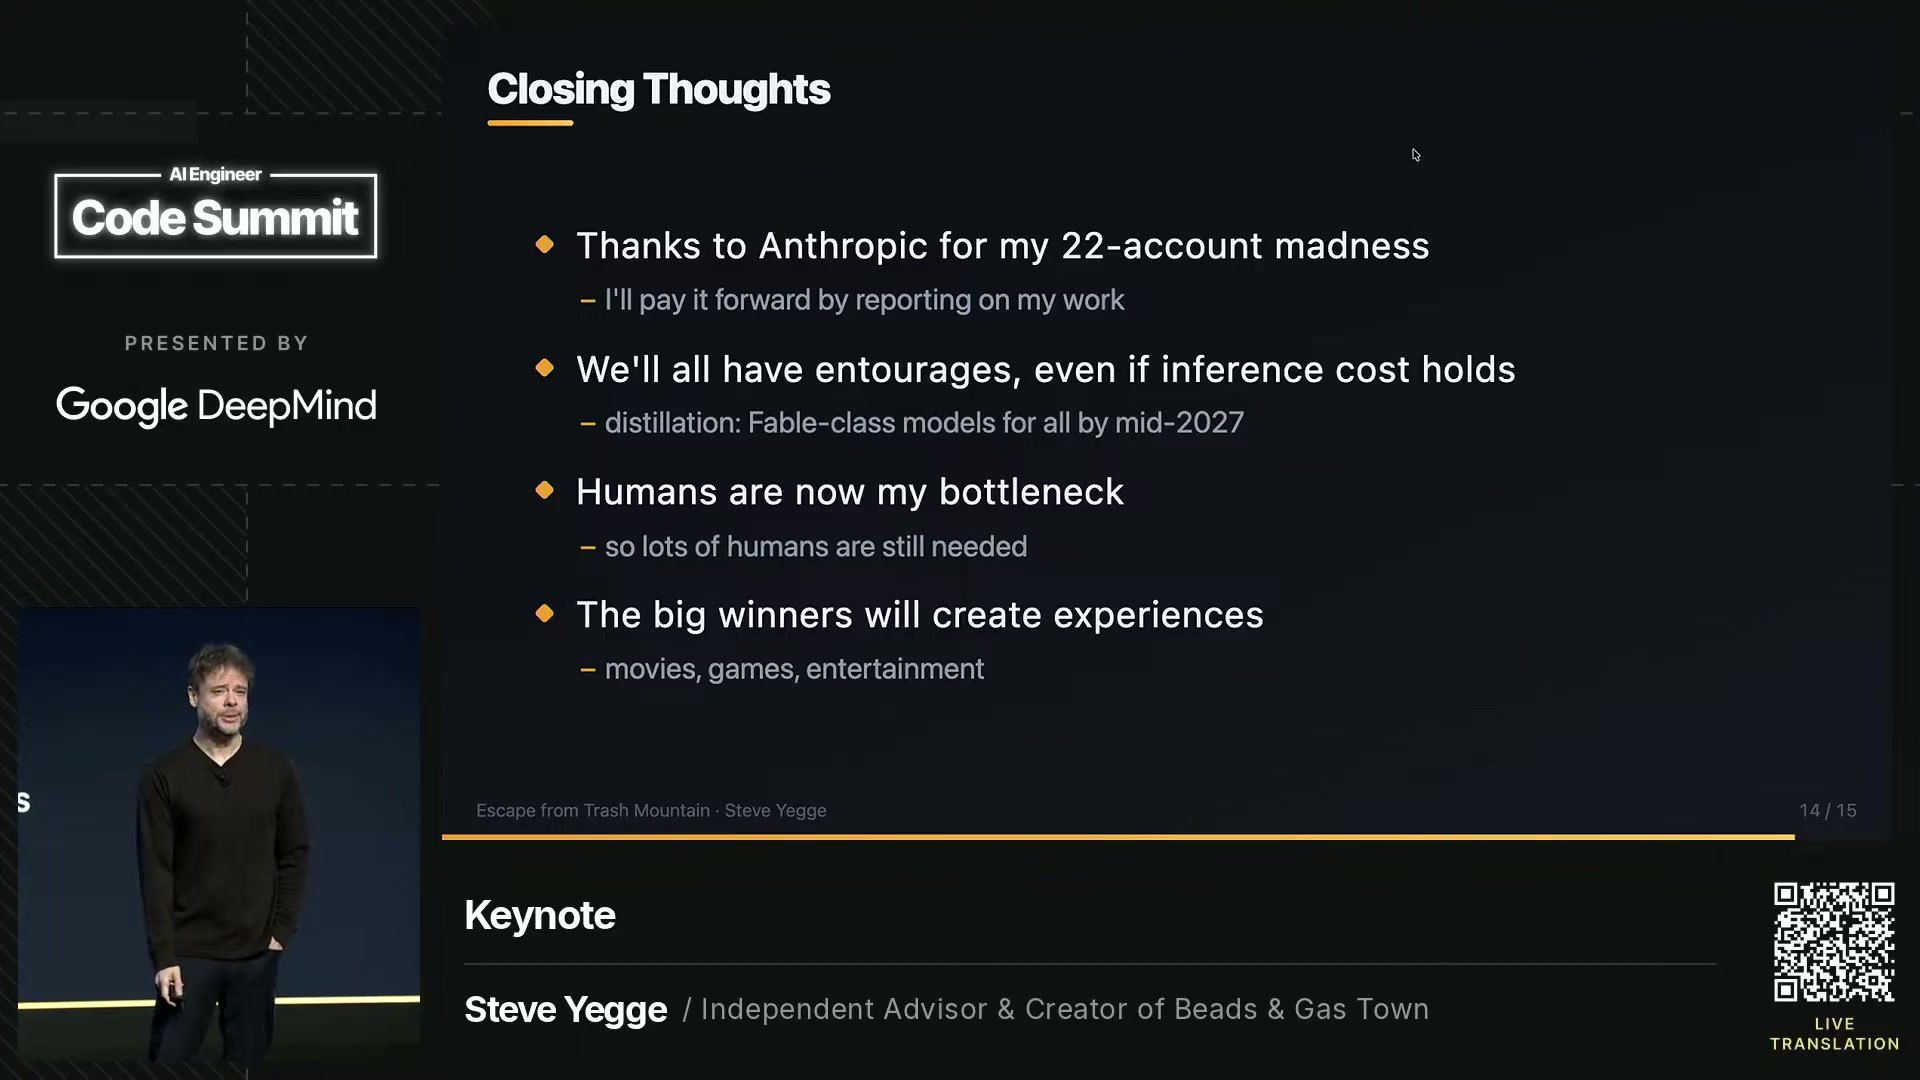 Closing Thoughts
AI Engineer
Code Summit
PRESENTED BY
Google DeepMind
Thanks to Anthropic for my 22-account madness
– I'll pay it forward by reporting on my work
We'll all have entourages, even if inference cost holds
– distillation: Fable-class models for all by mid-2027
Humans are now my bottleneck
– so lots of humans are still needed
The big winners will create experiences
– movies, games, entertainment
s
Escape from Trash Mountain · Steve Yegge
14 / 15
Keynote
Steve Yegge / Independent Advisor & Creator of Beads & Gas Town
LIVE
TRANSLATION